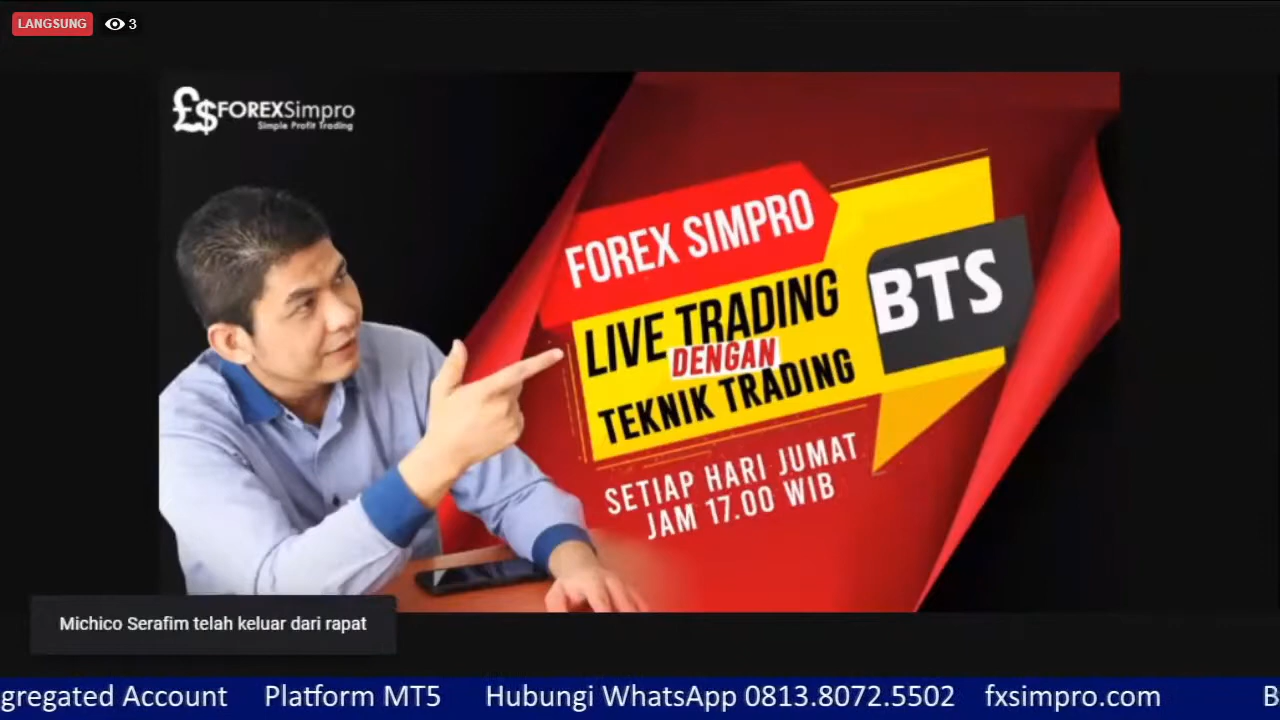 LANGSUNG 3
£$FOREXSimpro
Simple Profit Trading
FOREX SIMPRO
LIVE TRADING
DENGAN
TEKNIK TRADING
BTS
SETIAP HARI JUMAT
JAM 17.00 WIB
Michico Serafim telah keluar dari rapat
gregated Account Platform MT5 Hubungi WhatsApp 0813.8072.5502 fxsimpro.com B